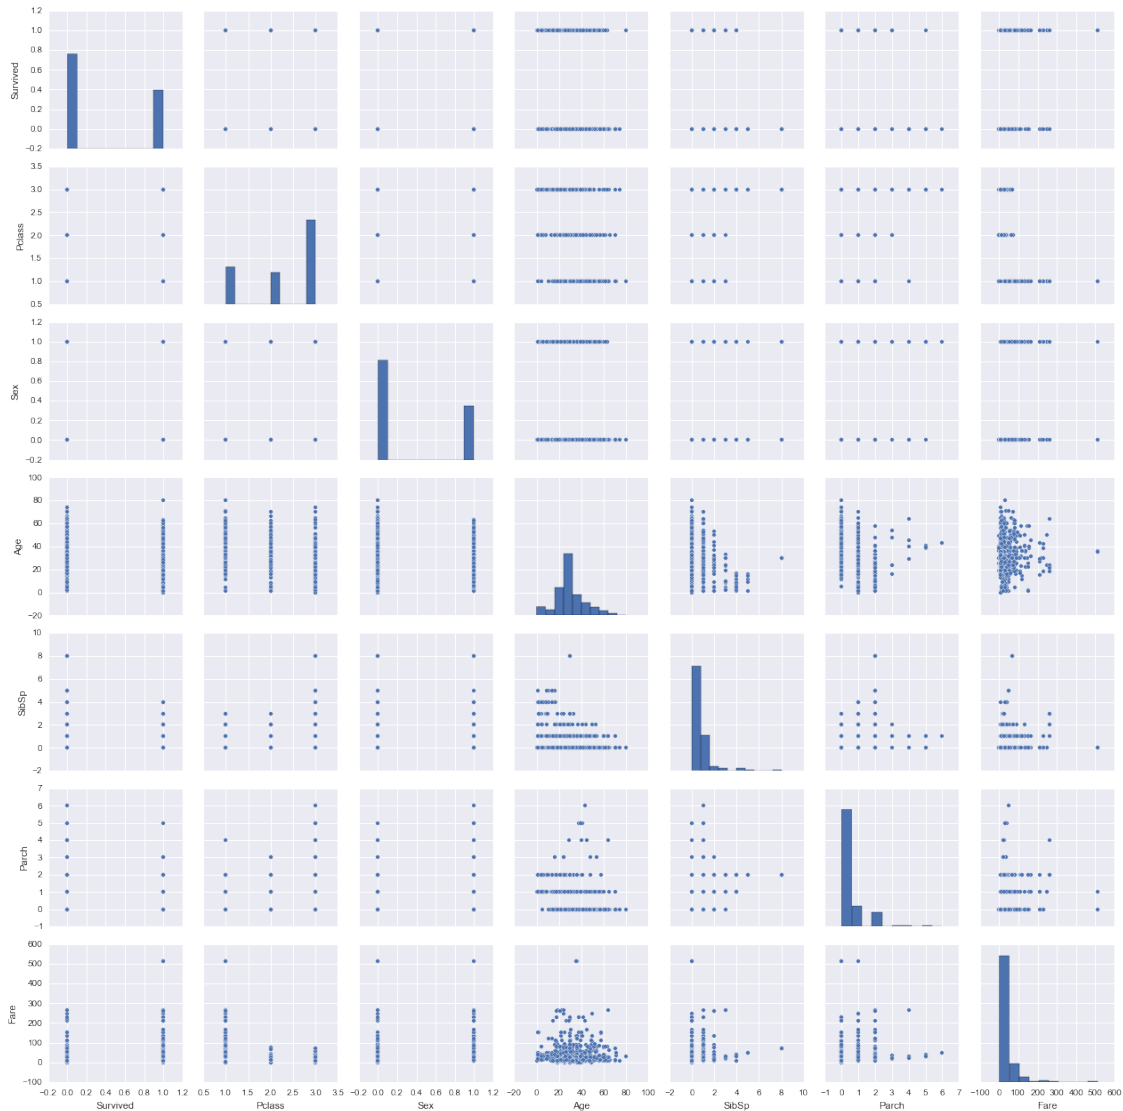 Survived
1.2
1.0
0.8
0.6
0.4
0.2
0.0
−0.2
Pclass
3.5
3.0
2.5
2.0
1.5
1.0
0.5
Sex
1.2
1.0
0.8
0.6
0.4
0.2
0.0
−0.2
Age
100
80
60
40
20
0
−20
SibSp
10
8
6
4
2
0
−2
Parch
7
6
5
4
3
2
1
0
−1
Fare
600
500
400
300
200
100
0
−100
−0.2 0.0 0.2 0.4 0.6 0.8 1.0 1.2
Survived
0.5 1.0 1.5 2.0 2.5 3.0 3.5
Pclass
−0.2 0.0 0.2 0.4 0.6 0.8 1.0 1.2
Sex
−20 0 20 40 60 80 100
Age
−2 0 2 4 6 8 10
SibSp
−1 0 1 2 3 4 5 6 7
Parch
−100 0 100 200 300 400 500 600
Fare